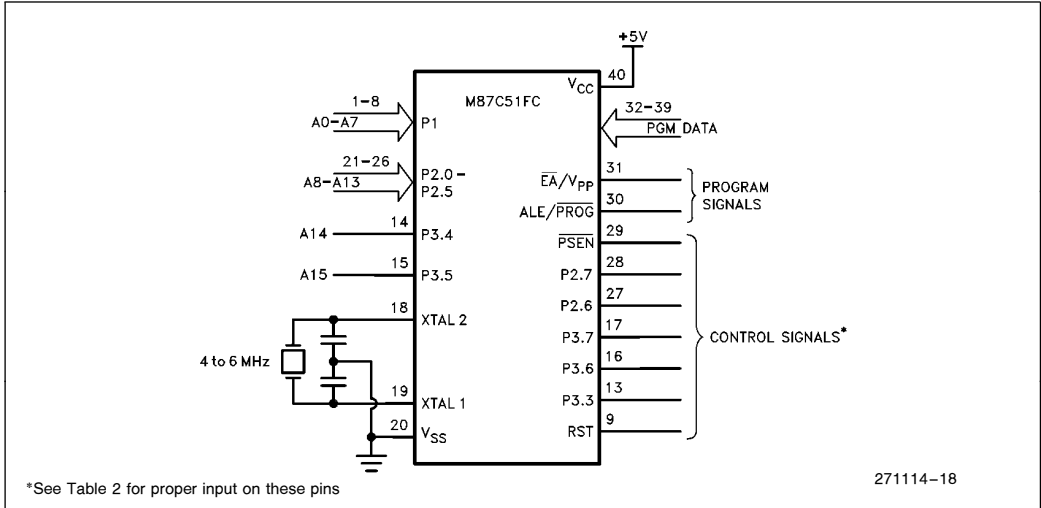 +5V
40
VCC
M87C51FC
1-8
A0-A7
P1
32-39
PGM DATA
21-26
A8-A13
P2.0-
P2.5
31
EA/VPP
30
ALE/PROG
PROGRAM
SIGNALS
14
A14
P3.4
29
PSEN
15
A15
P3.5
28
P2.7
27
P2.6
18
XTAL 2
17
P3.7
CONTROL SIGNALS*
4 to 6 MHz
16
P3.6
19
XTAL 1
13
P3.3
20
VSS
9
RST
*See Table 2 for proper input on these pins
271114-18